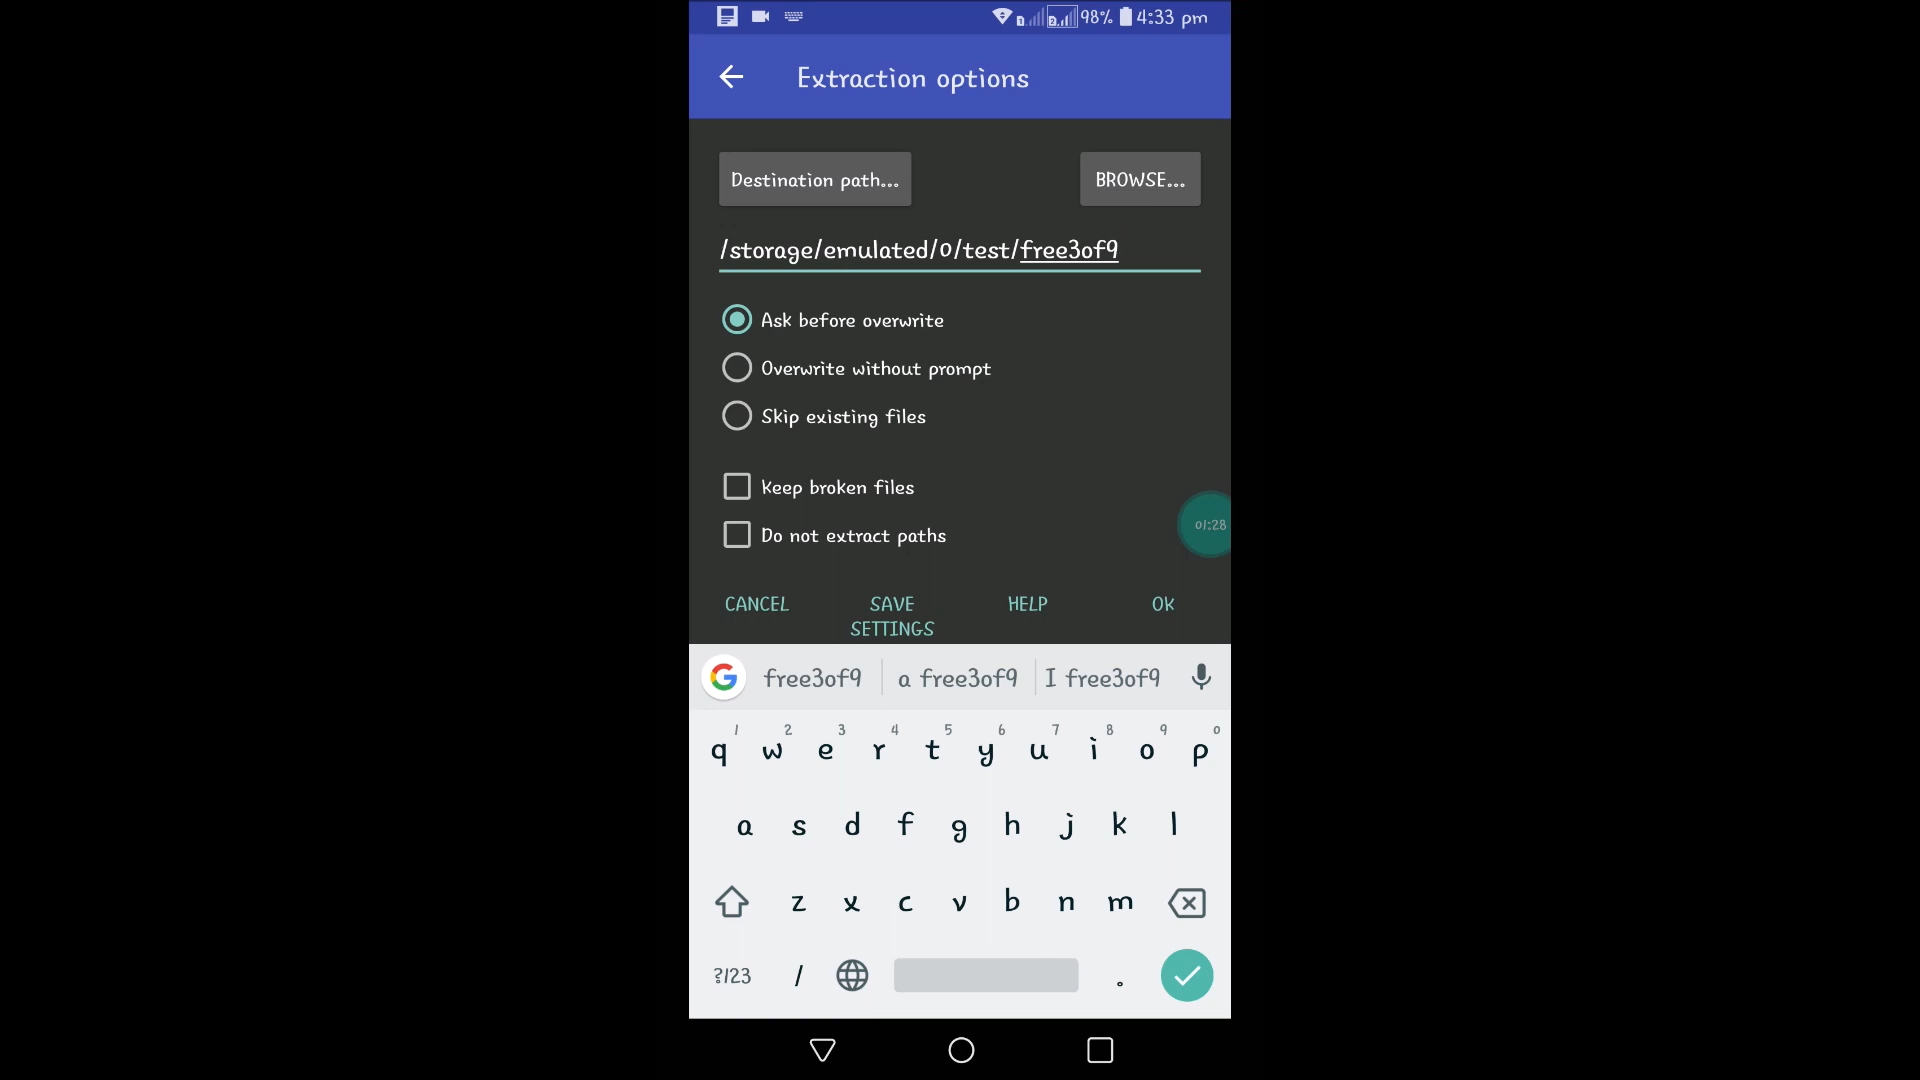 98% 4:33 pm
Extraction options
Destination path... BROWSE...
/storage/emulated/0/test/free3of9
Ask before overwrite
Overwrite without prompt
Skip existing files
Keep broken files
01:28
Do not extract paths
CANCEL SAVE SETTINGS HELP OK
free3of9 a free3of9 I free3of9
1 2 3 4 5 6 7 8 9 0
q w e r t y u i o p
a s d f g h j k l
z x c v b n m
?123 / .